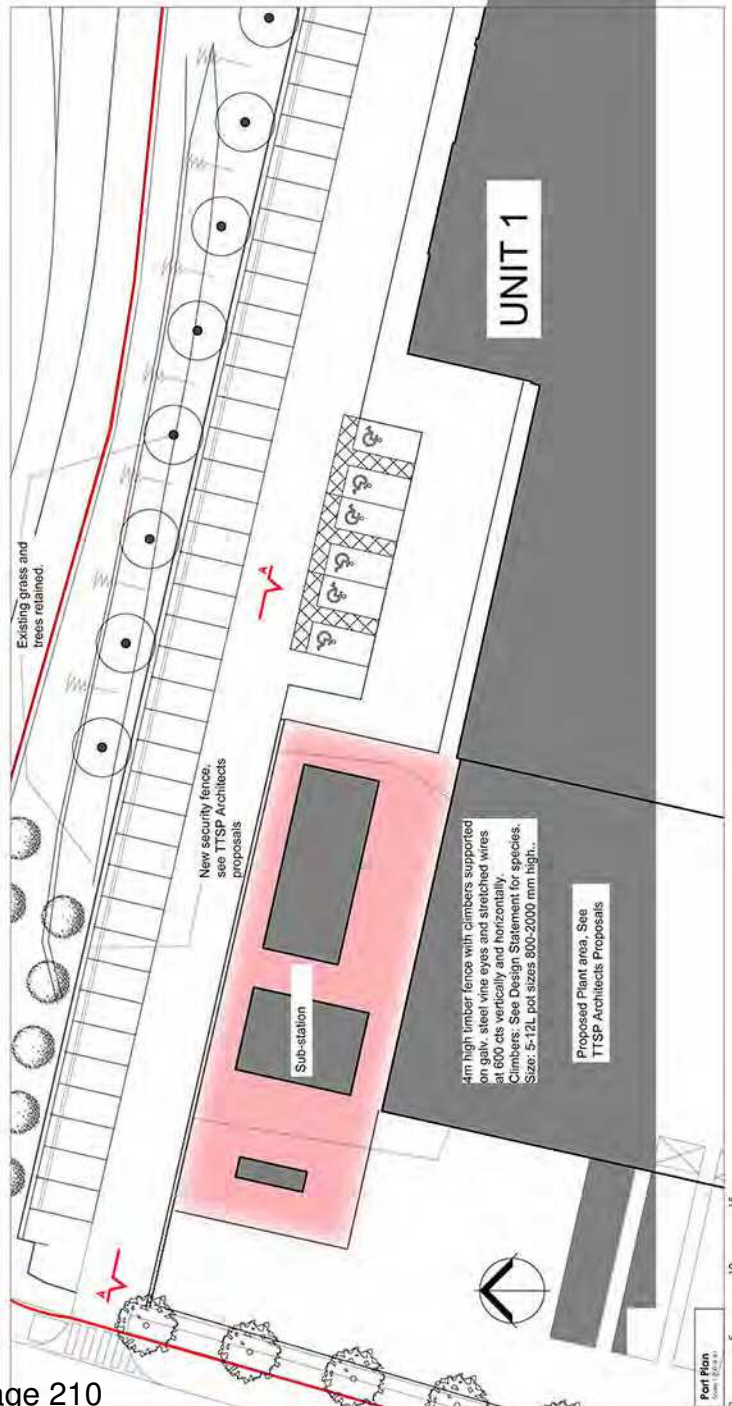 Existing grass and
trees retained.
UNIT 1
A
New security fence,
see TTSP Architects
proposals
Sub-station
4m high timber fence with climbers supported
on galv. steel vine eyes and stretched wires
at 600 cts vertically and horizontally.
Climbers: See Design Statement for species.
Size: 5-12L pot sizes 800-2000 mm high..
Proposed Plant area, See
TTSP Architects Proposals
A
Part Plan
age 210